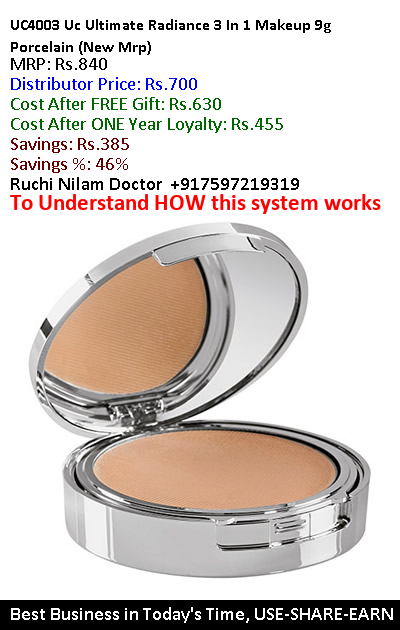 UC4003 Uc Ultimate Radiance 3 In 1 Makeup 9g
Porcelain (New Mrp)
MRP: Rs.840
Distributor Price: Rs.700
Cost After FREE Gift: Rs.630
Cost After ONE Year Loyalty: Rs.455
Savings: Rs.385
Savings %: 46%
Ruchi Nilam Doctor +917597219319
To Understand HOW this system works
Best Business in Today's Time, USE-SHARE-EARN